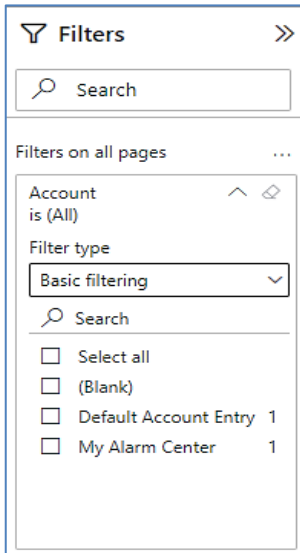 Filters
Search
Filters on all pages ...
Account
is (All)
Filter type
Basic filtering
Search
Select all
(Blank)
Default Account Entry 1
My Alarm Center 1